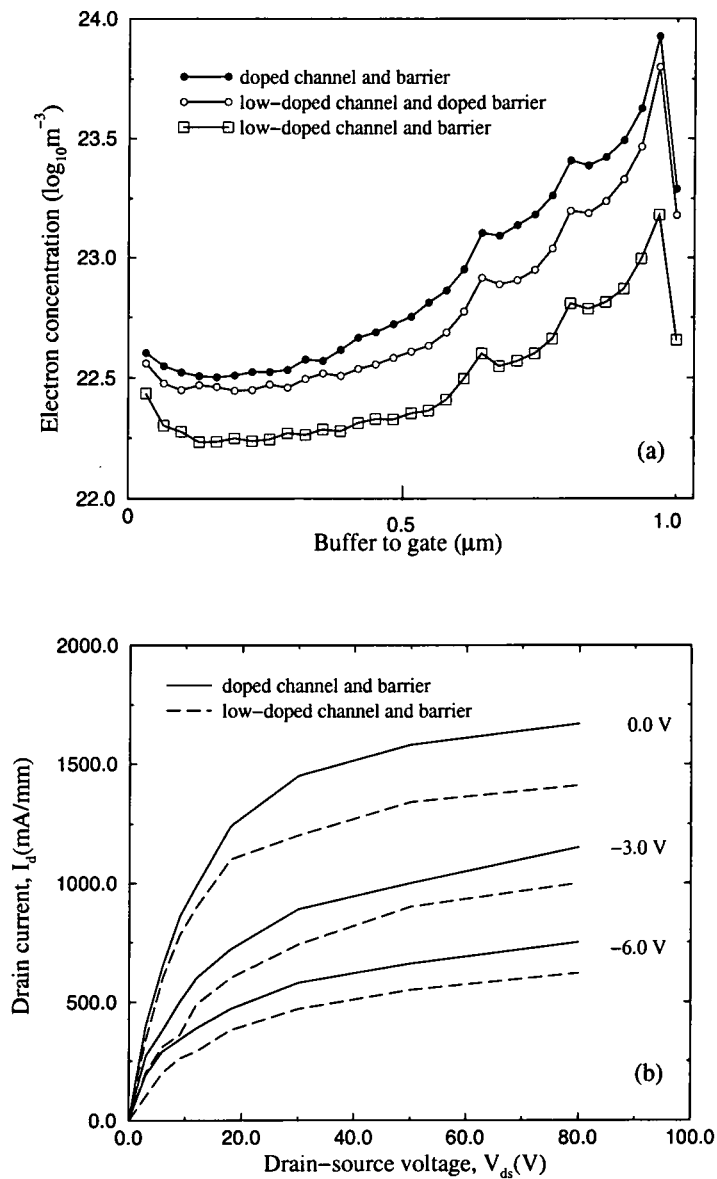 24.0
doped channel and barrier
low-doped channel and doped barrier
low-doped channel and barrier
23.5
23.0
22.5
22.0
Electron concentration (log₁₀m⁻³)
(a)
0
0.5
1.0
Buffer to gate (μm)
2000.0
doped channel and barrier
low-doped channel and barrier
0.0 V
1500.0
-3.0 V
1000.0
-6.0 V
500.0
0.0
Drain current, I_d(mA/mm)
(b)
0.0
20.0
40.0
60.0
80.0
100.0
Drain-source voltage, V_ds(V)